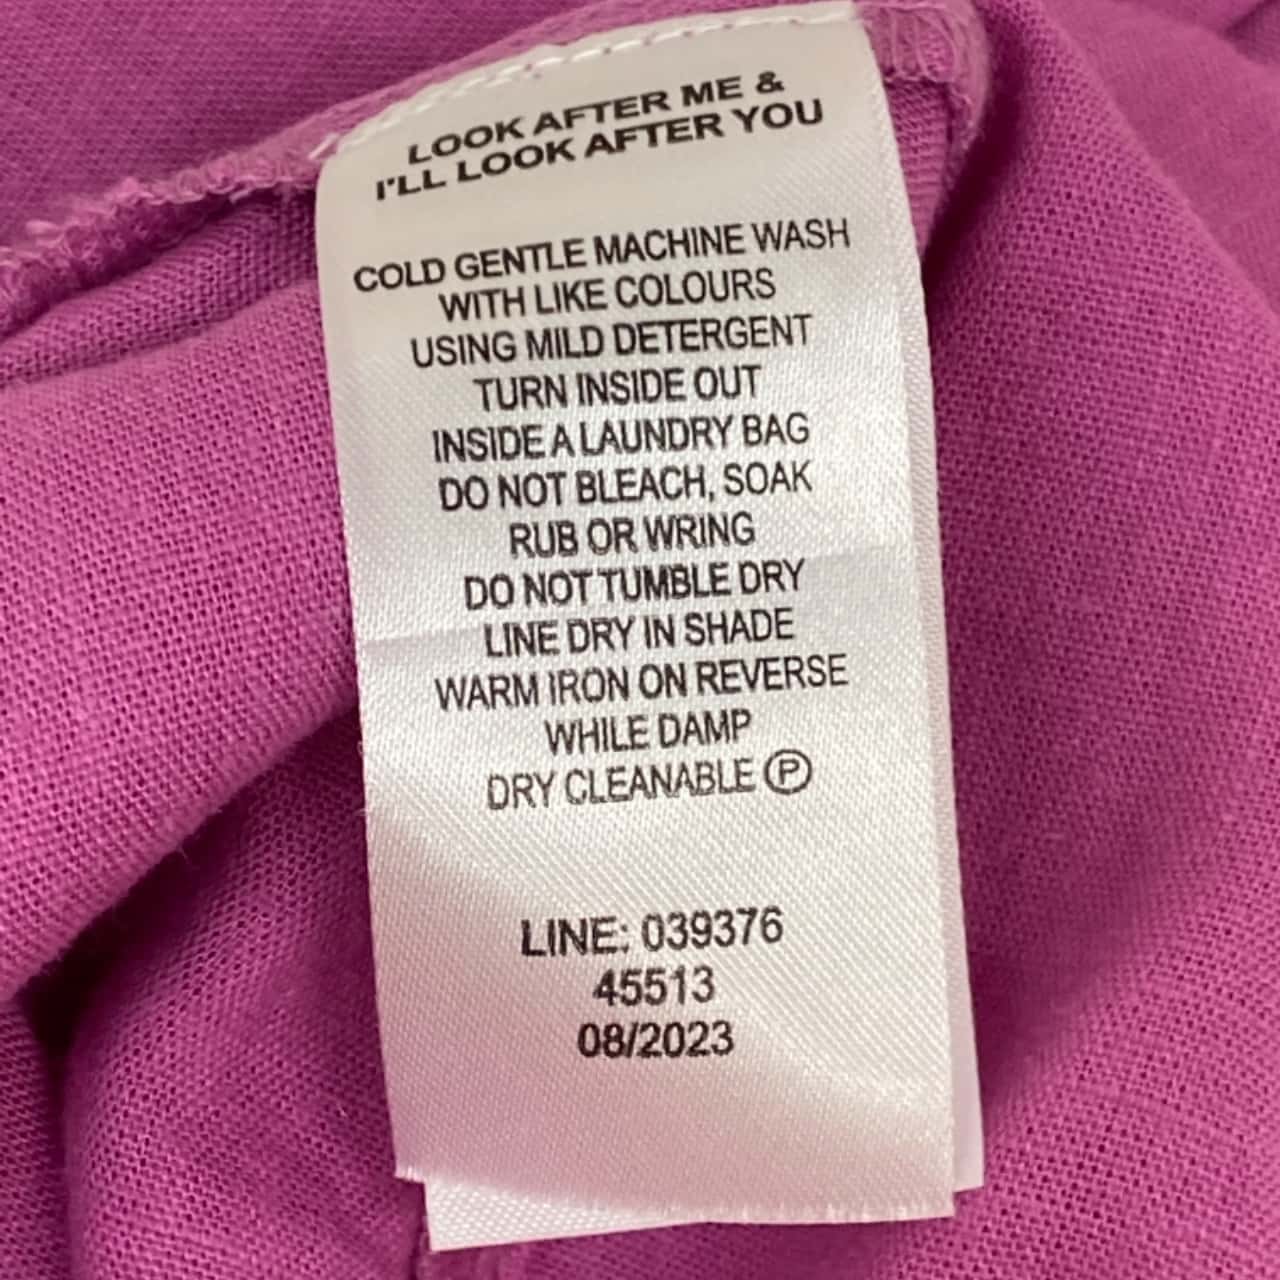 LOOK AFTER ME &
I'LL LOOK AFTER YOU
COLD GENTLE MACHINE WASH
WITH LIKE COLOURS
USING MILD DETERGENT
TURN INSIDE OUT
INSIDE A LAUNDRY BAG
DO NOT BLEACH, SOAK
RUB OR WRING
DO NOT TUMBLE DRY
LINE DRY IN SHADE
WARM IRON ON REVERSE
WHILE DAMP
DRY CLEANABLE Ⓟ
LINE: 039376
45513
08/2023